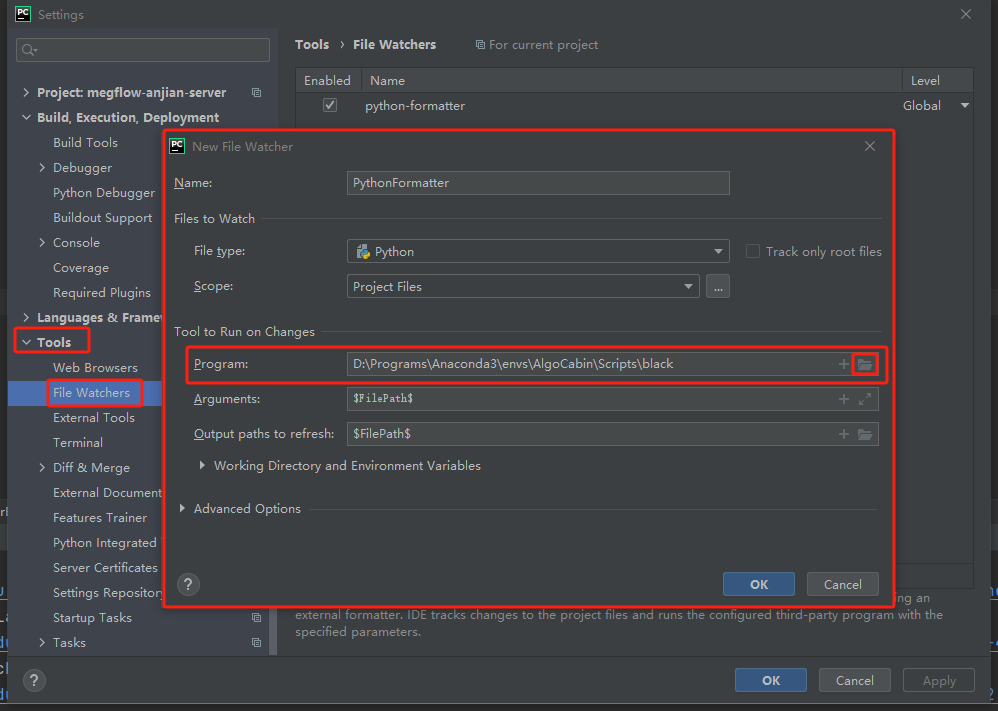 PC Settings
Tools › File Watchers For current project
Enabled Name Level
python-formatter Global
Project: megflow-anjian-server
Build, Execution, Deployment
Build Tools
Debugger
Python Debugger
Buildout Support
Console
Coverage
Required Plugins
Languages & Framew
Tools
Web Browsers
File Watchers
External Tools
Terminal
Diff & Merge
External Document
Features Trainer
Python Integrated
Server Certificates
Settings Repository
Startup Tasks
Tasks
PC New File Watcher
Name: PythonFormatter
Files to Watch
File type: Python Track only root files
Scope: Project Files ...
Tool to Run on Changes
Program: D:\Programs\Anaconda3\envs\AlgoCabin\Scripts\black
Arguments: $FilePath$
Output paths to refresh: $FilePath$
Working Directory and Environment Variables
Advanced Options
? OK Cancel
ng an
external formatter. IDE tracks changes to the project files and runs the configured third-party program with the
specified parameters.
? OK Cancel Apply